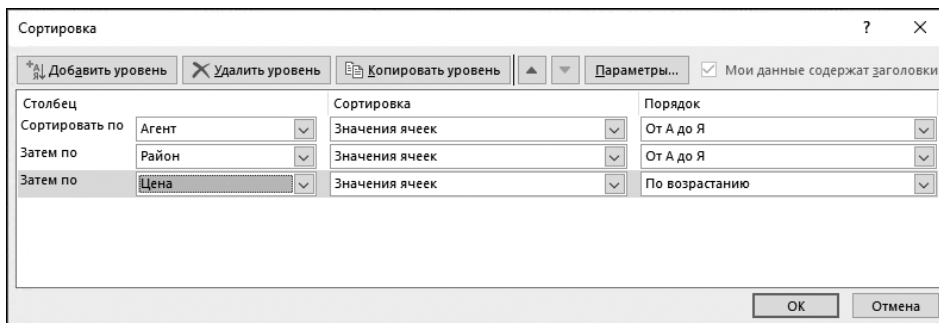 Сортировка ? ×
Добавить уровень Удалить уровень Копировать уровень Параметры... Мои данные содержат заголовки
Столбец Сортировка Порядок
Сортировать по Агент Значения ячеек От А до Я
Затем по Район Значения ячеек От А до Я
Затем по Цена Значения ячеек По возрастанию
ОК Отмена